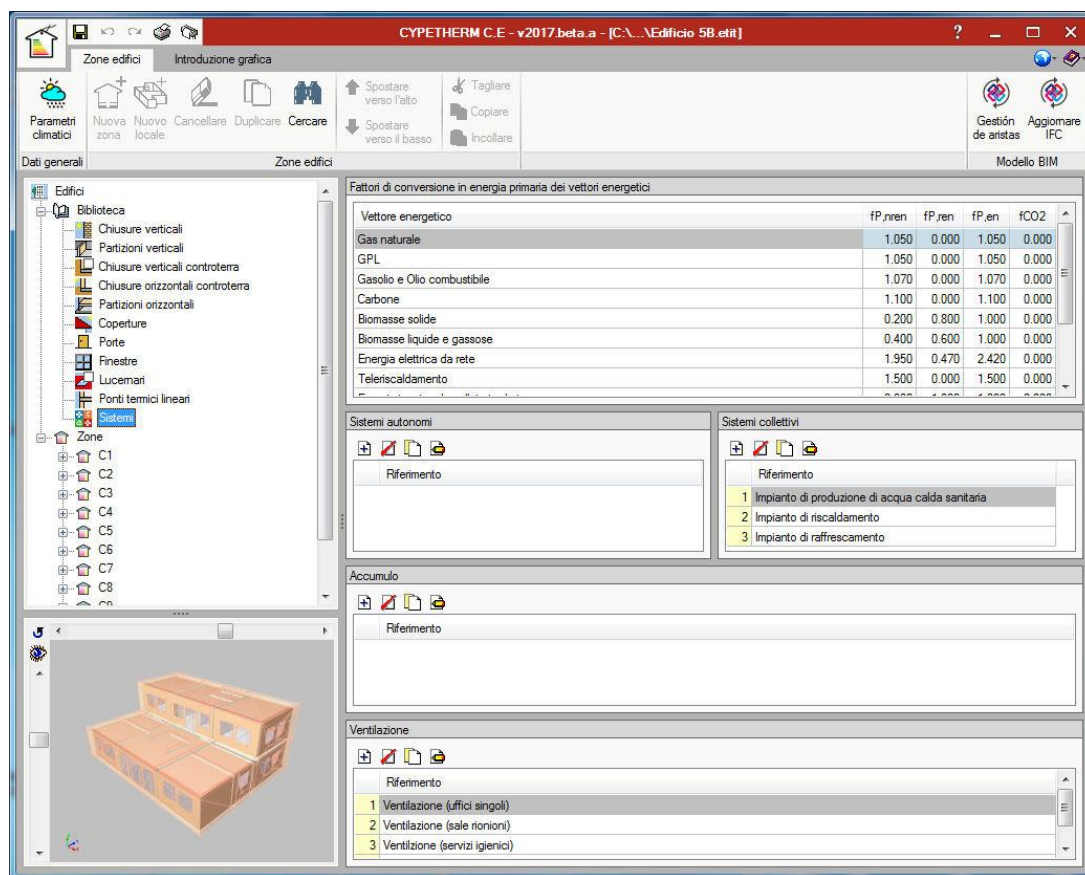 CYPETHERM C.E - v2017.beta.a - [C:\...\Edificio 5B.etit]
?
Zone edifici Introduzione grafica
Parametri climatici
Nuova zona
Nuovo locale
Cancellare
Duplicare
Cercare
Spostare verso l'alto
Spostare verso il basso
Tagliare
Copiare
Incollare
Gestión de aristas
Aggiornare IFC
Dati generali
Zone edifici
Modello BIM
Edifici
Biblioteca
Chiusure verticali
Partizioni verticali
Chiusure verticali controterra
Chiusure orizzontali controterra
Partizioni orizzontali
Coperture
Porte
Finestre
Lucernari
Ponti termici lineari
Sistemi
Zone
C1
C2
C3
C4
C5
C6
C7
C8
Fattori di conversione in energia primaria dei vettori energetici
Vettore energetico fP,nren fP,ren fP,en fCO2
Gas naturale 1.050 0.000 1.050 0.000
GPL 1.050 0.000 1.050 0.000
Gasolio e Olio combustibile 1.070 0.000 1.070 0.000
Carbone 1.100 0.000 1.100 0.000
Biomasse solide 0.200 0.800 1.000 0.000
Biomasse liquide e gassose 0.400 0.600 1.000 0.000
Energia elettrica da rete 1.950 0.470 2.420 0.000
Teleriscaldamento 1.500 0.000 1.500 0.000
Sistemi autonomi
Riferimento
Sistemi collettivi
Riferimento
1 Impianto di produzione di acqua calda sanitaria
2 Impianto di riscaldamento
3 Impianto di raffrescamento
Accumulo
Riferimento
Ventilazione
Riferimento
1 Ventilazione (uffici singoli)
2 Ventilazione (sale rionioni)
3 Ventilzione (servizi igienici)